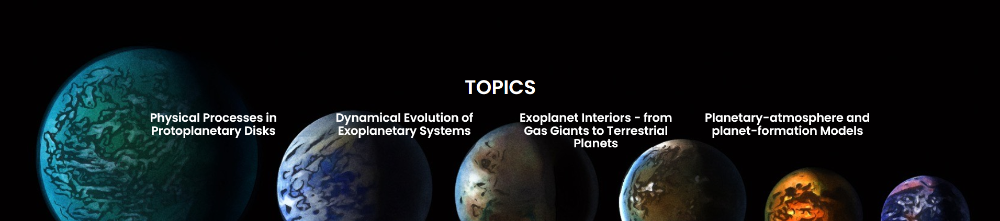 TOPICS
Physical Processes in
Protoplanetary Disks
Dynamical Evolution of
Exoplanetary Systems
Exoplanet Interiors - from
Gas Giants to Terrestrial
Planets
Planetary-atmosphere and
planet-formation Models